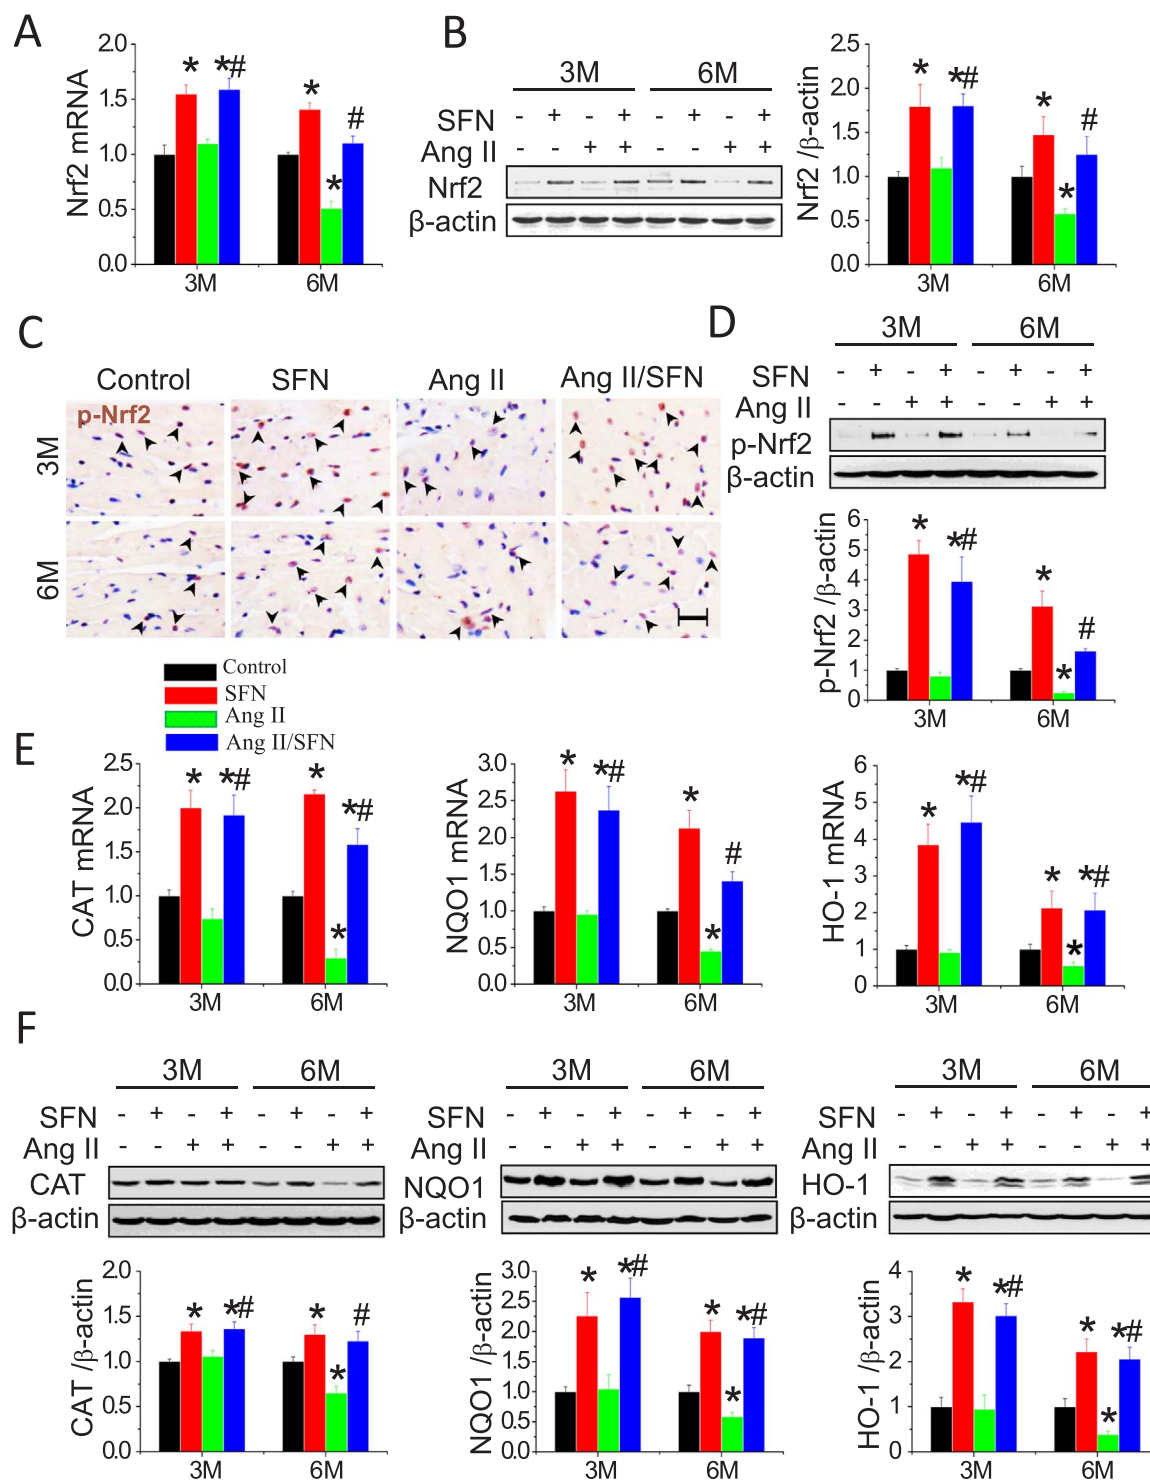 A
Nrf2 mRNA
2.0
1.5
1.0
0.5
0.0
* *# * * #
3M 6M
B
3M 6M
SFN - + - + - + - +
Ang II - - + + - - + +
Nrf2
β-actin
Nrf2 /β-actin
2.5
2.0
1.5
1.0
0.5
0.0
* *# * * #
3M 6M
C
Control SFN Ang II Ang II/SFN
p-Nrf2
3M
6M
D
3M 6M
SFN - + - + - + - +
Ang II - - + + - - + +
p-Nrf2
β-actin
p-Nrf2 /β-actin
6
5
4
3
2
1
0
* *# * * #
3M 6M
Control
SFN
Ang II
Ang II/SFN
E
CAT mRNA
2.5
2.0
1.5
1.0
0.5
0.0
* *# * * *#
3M 6M
NQO1 mRNA
3.0
2.5
2.0
1.5
1.0
0.5
0.0
* *# * * #
3M 6M
HO-1 mRNA
6
5
4
3
2
1
0
* *# * * *#
3M 6M
F
3M 6M
SFN - + - + - + - +
Ang II - - + + - - + +
CAT
β-actin
CAT /β-actin
2.0
1.5
1.0
0.5
0.0
* *# * * #
3M 6M
3M 6M
SFN - + - + - + - +
Ang II - - + + - - + +
NQO1
β-actin
NQO1 /β-actin
3.0
2.5
2.0
1.5
1.0
0.5
0.0
* *# * * *#
3M 6M
3M 6M
SFN - + - + - + - +
Ang II - - + + - - + +
HO-1
β-actin
HO-1 /β-actin
4
3
2
1
0
* *# * * *#
3M 6M